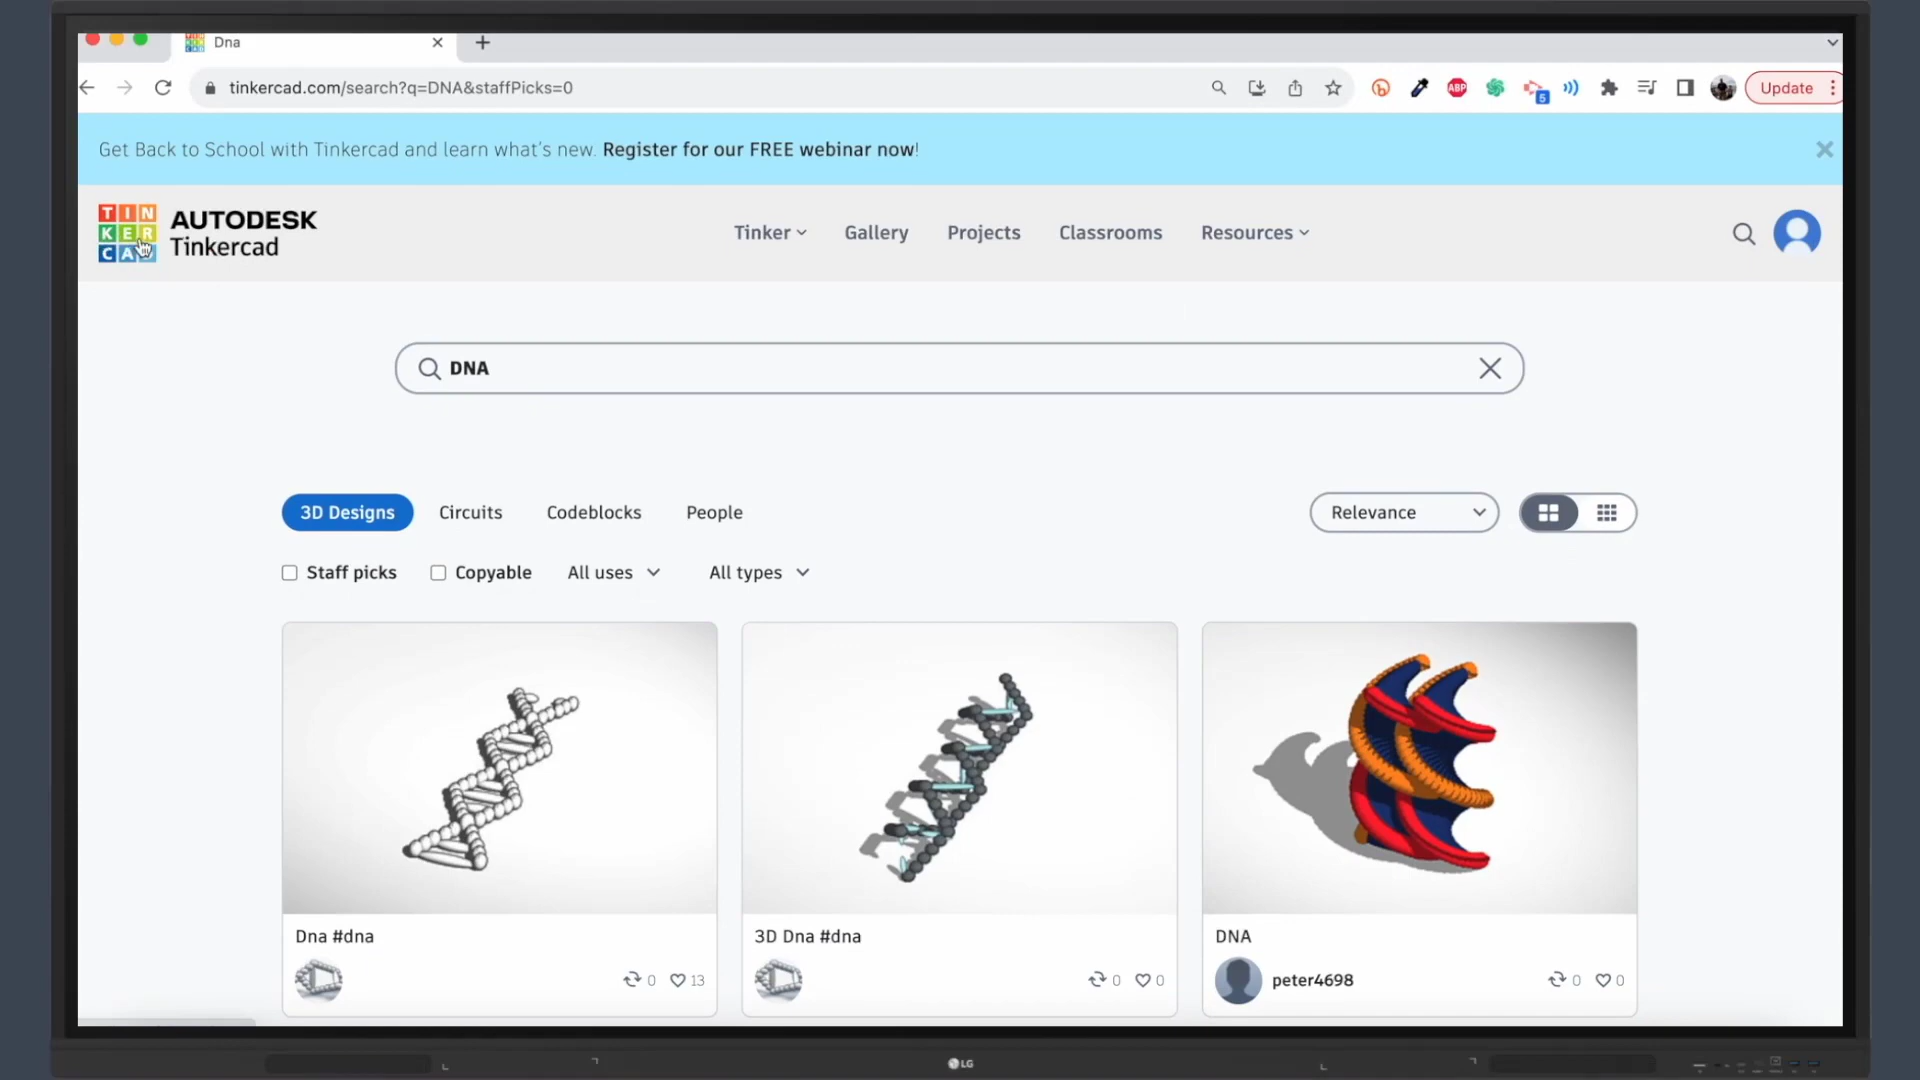 Dna
tinkercad.com/search?q=DNA&staffPicks=0
ABP
5
Update
Get Back to School with Tinkercad and learn what's new. Register for our FREE webinar now!
TIN
KER
CAD
AUTODESK
Tinkercad
Tinker
Gallery
Projects
Classrooms
Resources
DNA
3D Designs
Circuits
Codeblocks
People
Relevance
Staff picks
Copyable
All uses
All types
Dna #dna
0
13
3D Dna #dna
0
0
DNA
peter4698
0
0
LG